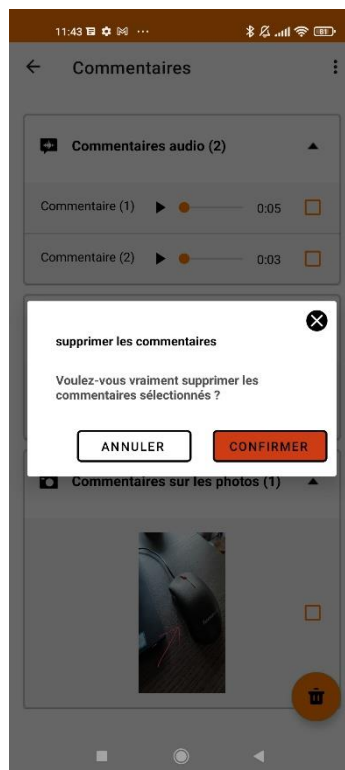 11:43 ... 81
Commentaires
Commentaires audio (2)
Commentaire (1) 0:05
Commentaire (2) 0:03
supprimer les commentaires
Voulez-vous vraiment supprimer les
commentaires sélectionnés ?
ANNULER CONFIRMER
Commentaires sur les photos (1)